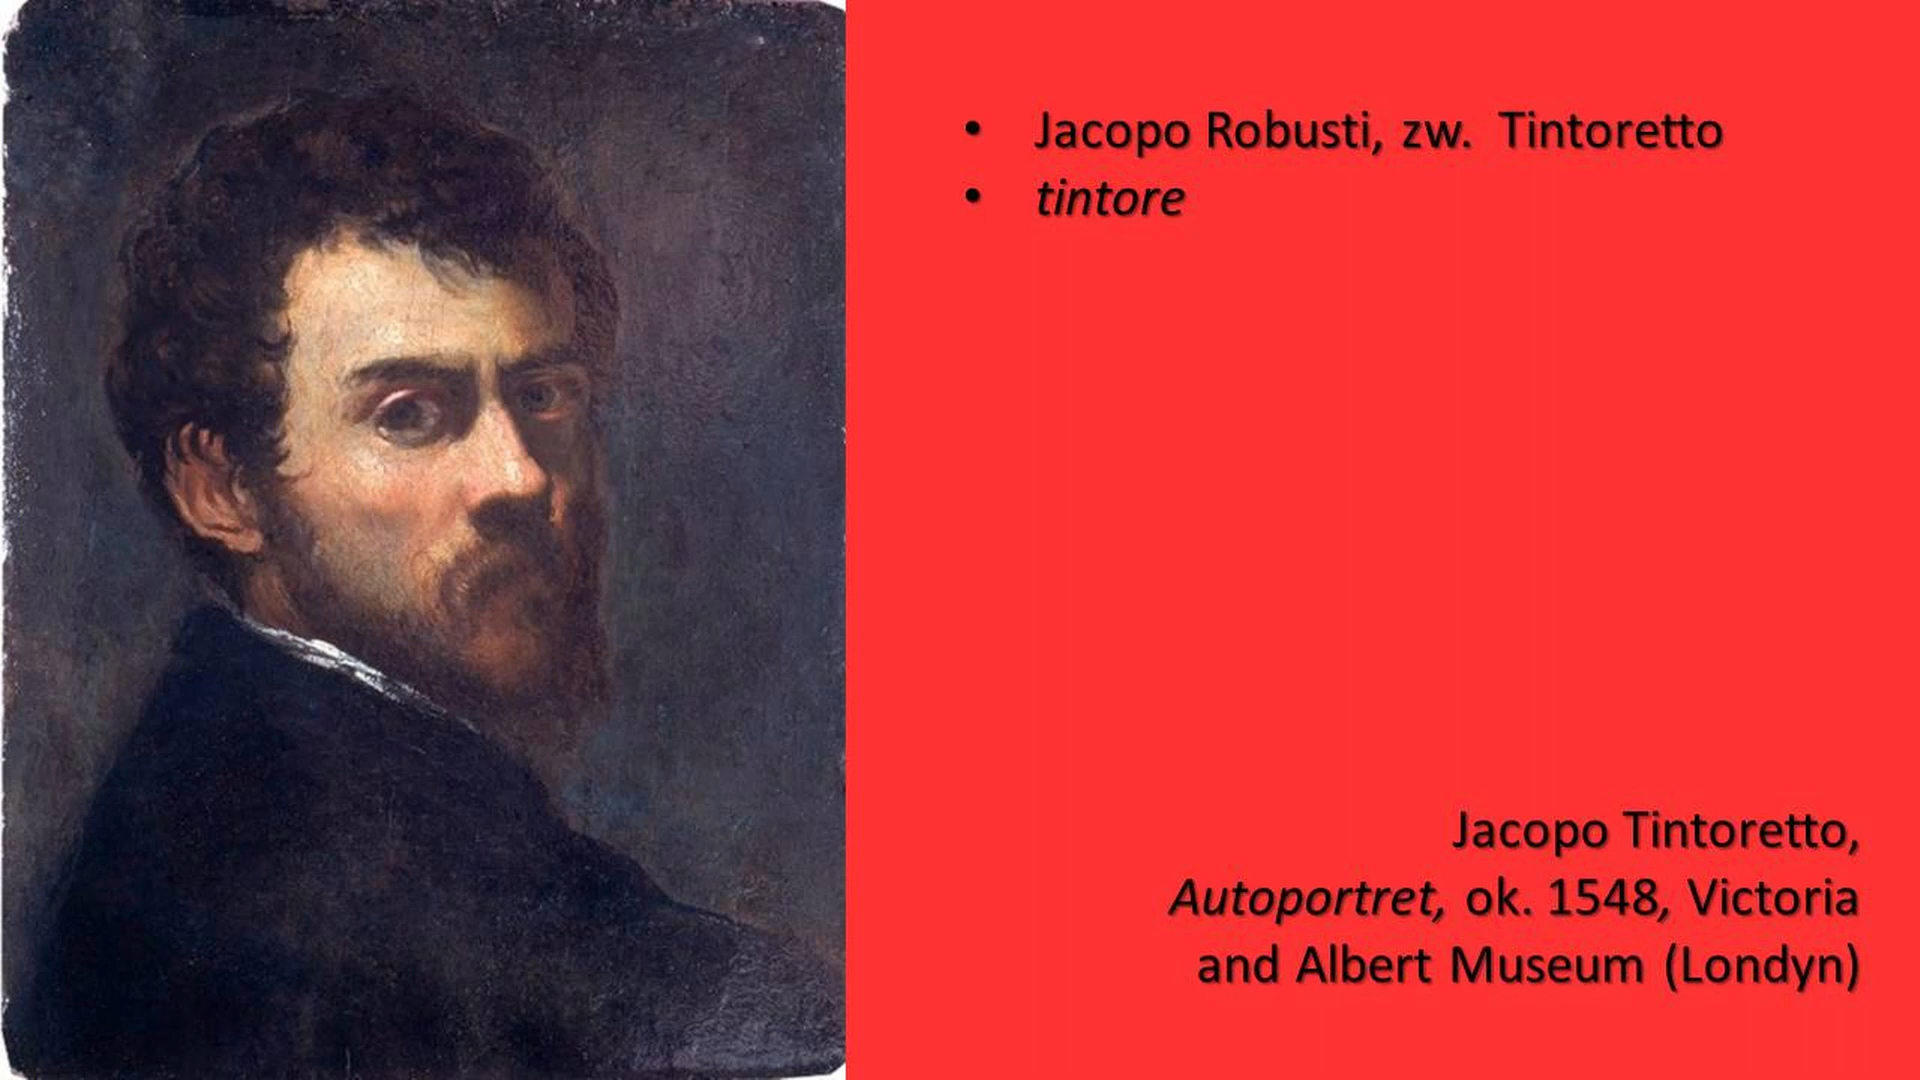 • Jacopo Robusti, zw. Tintoretto
• tintore
Jacopo Tintoretto,
Autoportret, ok. 1548, Victoria
and Albert Museum (Londyn)